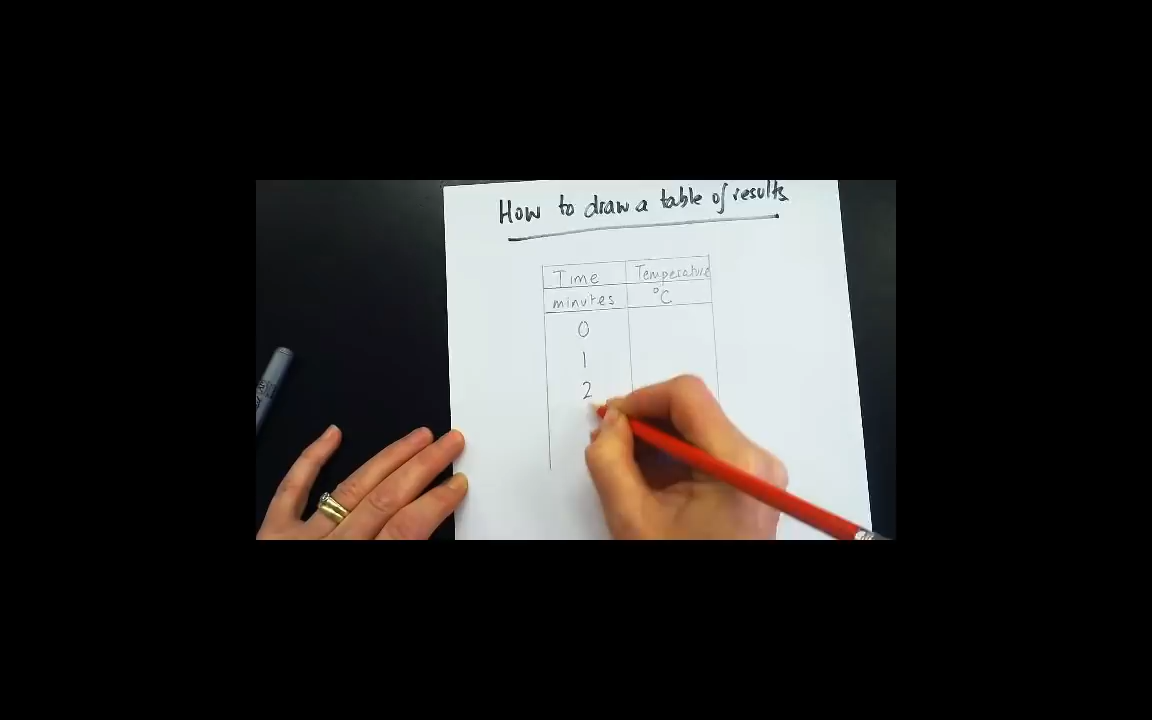 How to draw a table of results
Time Temperature
minutes °C
0
1
2